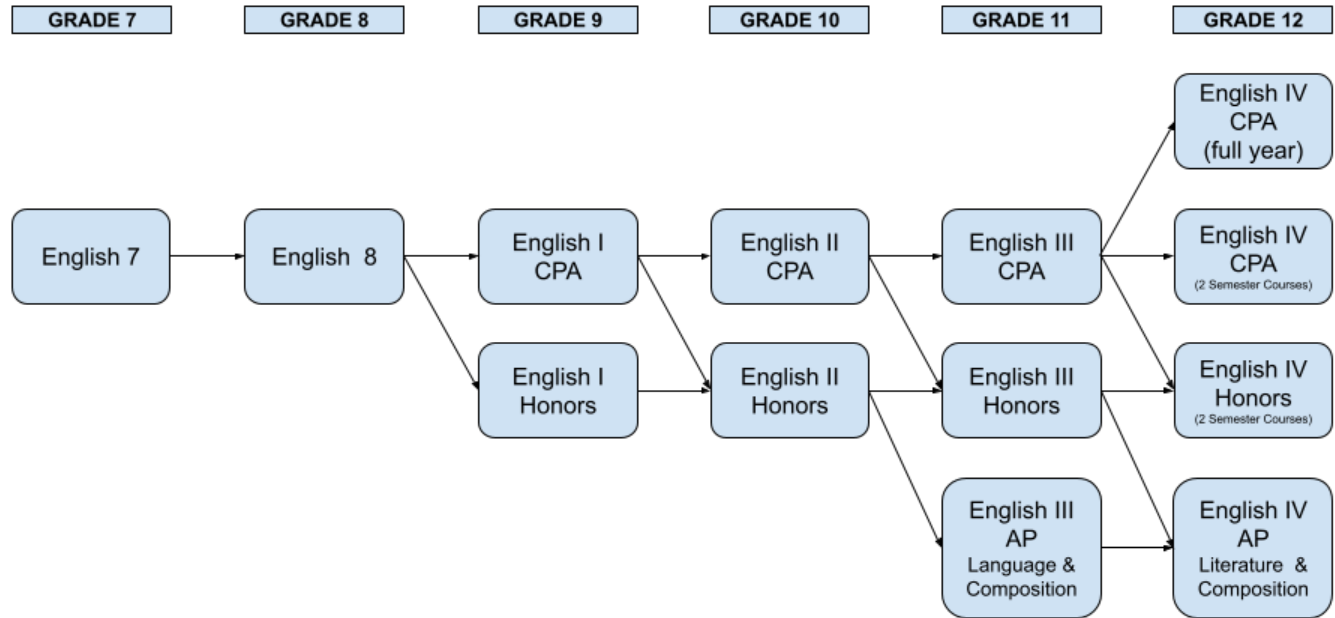 GRADE 7
GRADE 8
GRADE 9
GRADE 10
GRADE 11
GRADE 12
English IV
CPA
(full year)
English 7
English 8
English I
CPA
English II
CPA
English III
CPA
English IV
CPA
(2 Semester Courses)
English I
Honors
English II
Honors
English III
Honors
English IV
Honors
(2 Semester Courses)
English III
AP
Language &
Composition
English IV
AP
Literature &
Composition